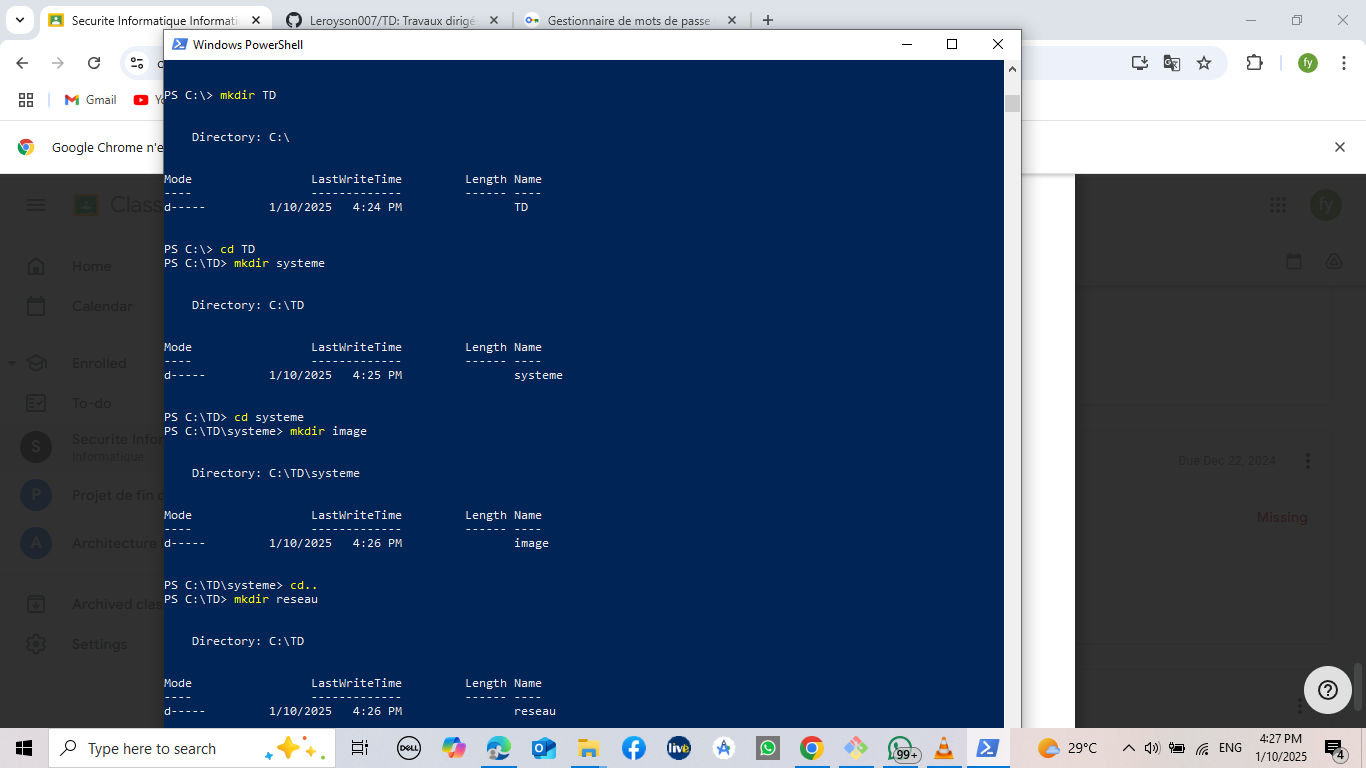 Securite Informatique Informati
Leroyson007/TD: Travaux dirigé
Gestionnaire de mots de passe
Windows PowerShell
fy
Gmail
Google Chrome n'e
PS C:\> mkdir TD
Directory: C:\
Mode LastWriteTime Length Name
---- ------------- ------ ----
d----- 1/10/2025 4:24 PM TD
PS C:\> cd TD
PS C:\TD> mkdir systeme
Directory: C:\TD
Mode LastWriteTime Length Name
---- ------------- ------ ----
d----- 1/10/2025 4:25 PM systeme
PS C:\TD> cd systeme
PS C:\TD\systeme> mkdir image
Directory: C:\TD\systeme
Mode LastWriteTime Length Name
---- ------------- ------ ----
d----- 1/10/2025 4:26 PM image
PS C:\TD\systeme> cd..
PS C:\TD> mkdir reseau
Directory: C:\TD
Mode LastWriteTime Length Name
---- ------------- ------ ----
d----- 1/10/2025 4:26 PM reseau
Class
fy
Home
Calendar
Enrolled
To-do
S
Securite Infor
Informatique
P
Projet de fin d
A
Architecture
Archived clas
Settings
Due Dec 22, 2024
Missing
Type here to search
DELL
live
99+
29°C
ENG
4:27 PM
1/10/2025
4